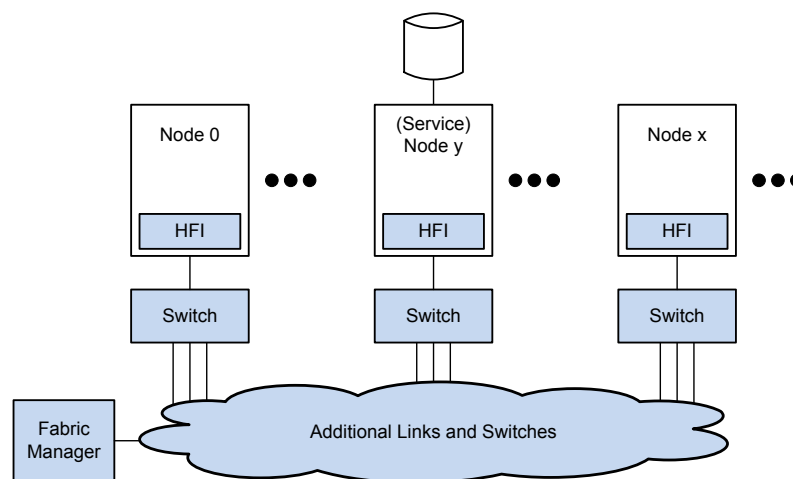 Node 0
(Service)
Node y
Node x
HFI
HFI
HFI
Switch
Switch
Switch
Fabric
Manager
Additional Links and Switches